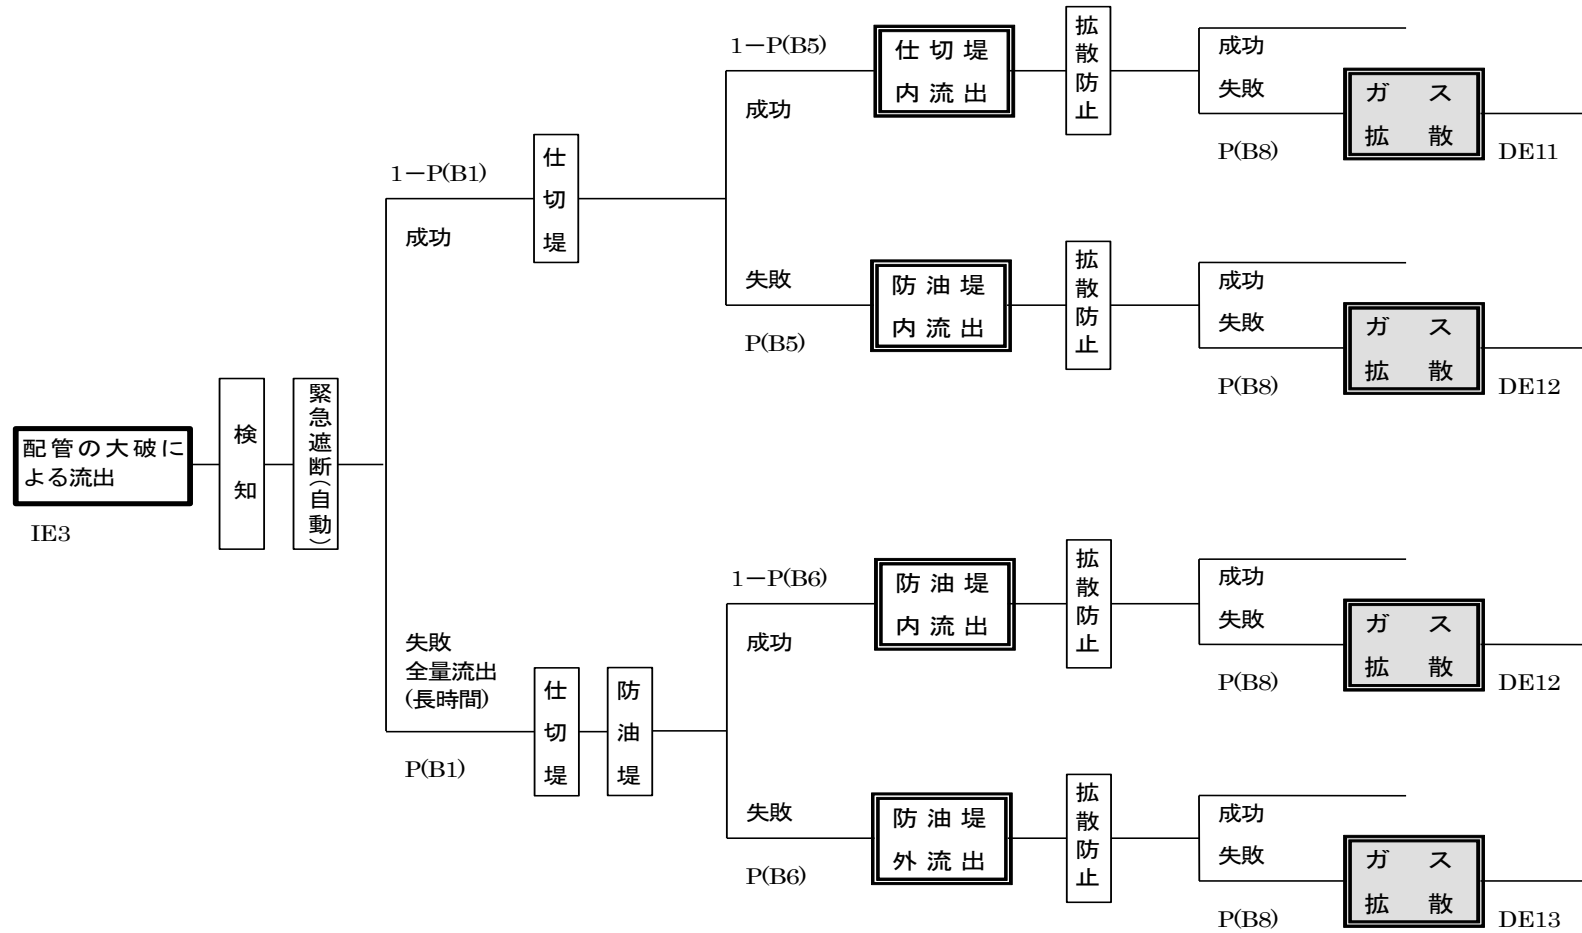 配管の大破に
よる流出
IE3
検知
緊急遮断(自動)
1－P(B1)
成功
仕切堤
1－P(B5)
成功
仕切堤
内流出
拡散防止
成功
失敗
P(B8)
ガス
拡散
DE11
失敗
P(B5)
防油堤
内流出
拡散防止
成功
失敗
P(B8)
ガス
拡散
DE12
失敗
全量流出
(長時間)
P(B1)
仕切堤
防油堤
1－P(B6)
成功
防油堤
内流出
拡散防止
成功
失敗
P(B8)
ガス
拡散
DE12
失敗
P(B6)
防油堤
外流出
拡散防止
成功
失敗
P(B8)
ガス
拡散
DE13